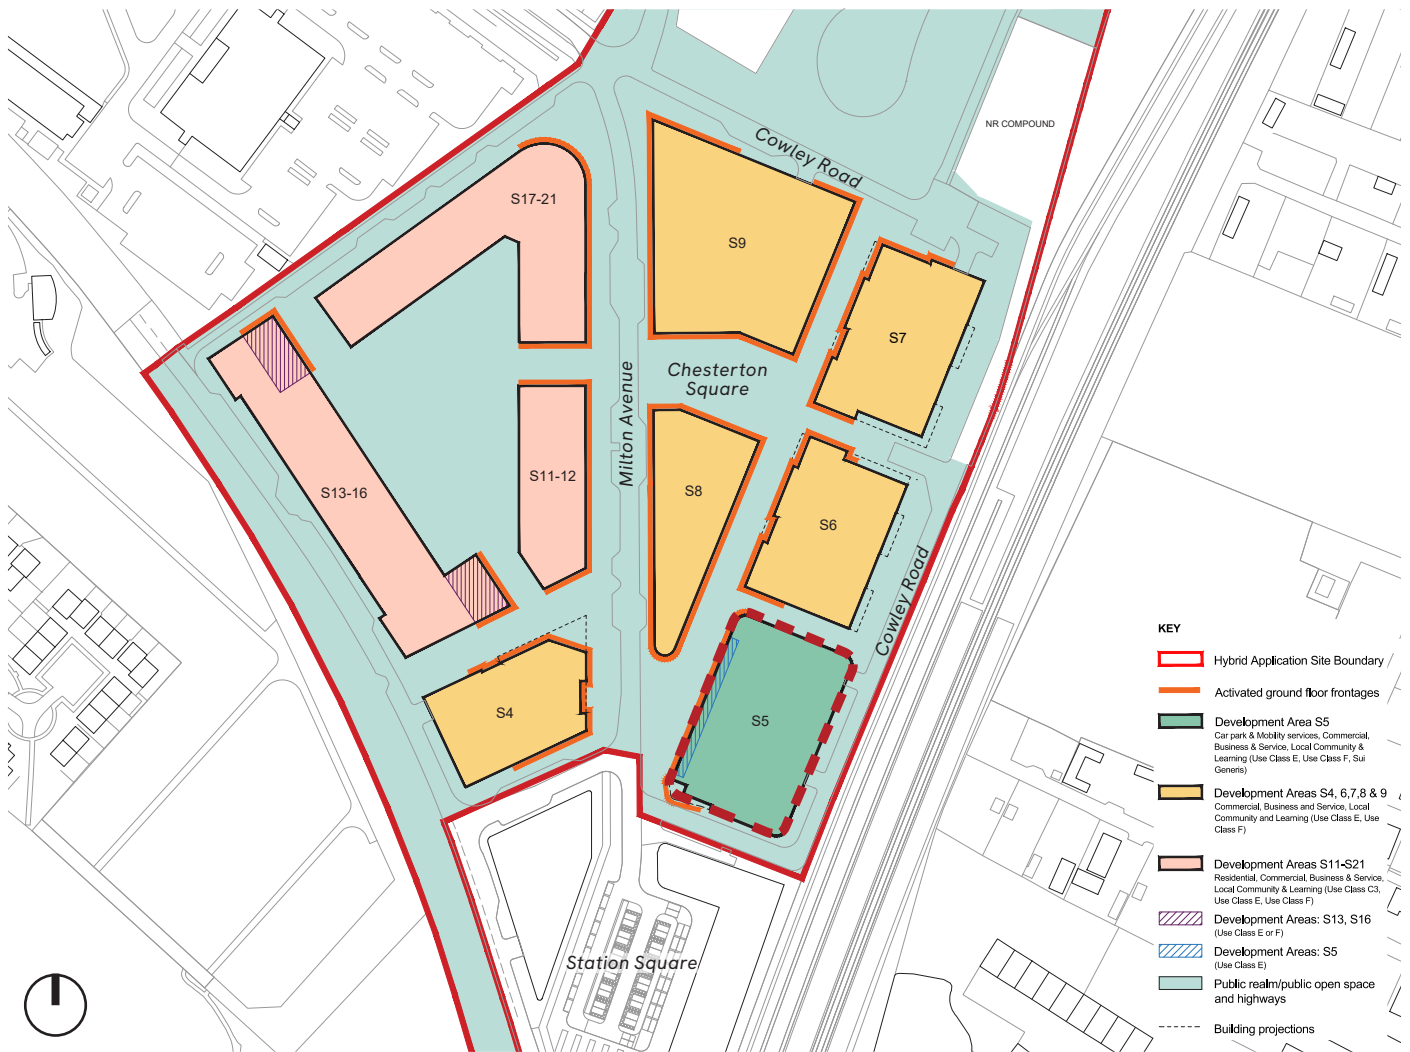 NR COMPOUND
Cowley Road
S17-21
S9
S7
Chesterton
Square
Milton Avenue
S13-16
S11-12
S8
S6
Cowley Road
S4
S5
Station Square
KEY
Hybrid Application Site Boundary
Activated ground floor frontages
Development Area S5
Car park & Mobility services, Commercial,
Business & Service, Local Community &
Learning (Use Class E, Use Class F, Sui
Generis)
Development Areas S4, 6,7,8 & 9
Commercial, Business and Service, Local
Community and Learning (Use Class E, Use
Class F)
Development Areas S11-S21
Residential, Commercial, Business & Service,
Local Community & Learning (Use Class C3,
Use Class E, Use Class F)
Development Areas: S13, S16
(Use Class E or F)
Development Areas: S5
(Use Class E)
Public realm/public open space
and highways
Building projections